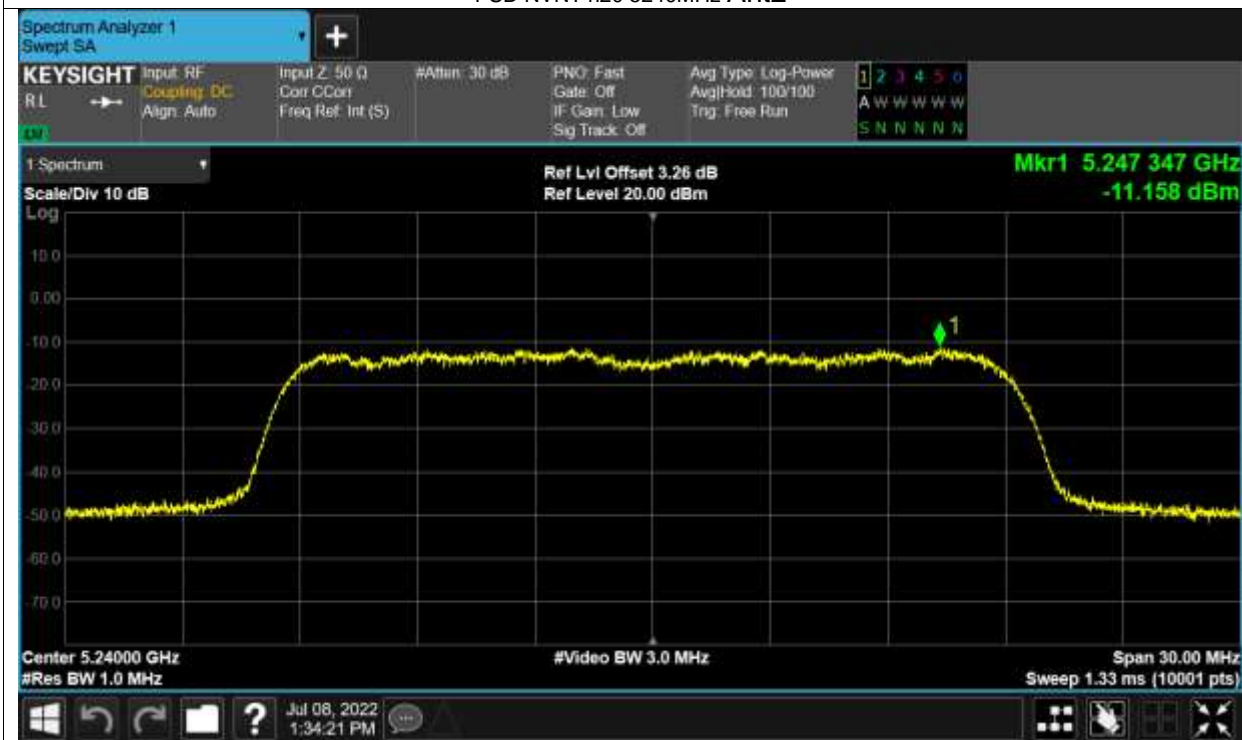 Spectrum Analyzer 1
Swept SA
KEYSIGHT
RL
Input: RF
Coupling: DC
Align: Auto
Input Z: 50 Ω
Corr CCorr
Freq Ref: Int (S)
#Atten: 30 dB
PNO: Fast
Gate: Off
IF Gain: Low
Sig Track: Off
Avg Type: Log-Power
Avg|Hold: 100/100
Trig: Free Run
1 2 3 4 5 6
A W W W W W
S N N N N N
1 Spectrum
Scale/Div 10 dB
Log
Ref Lvl Offset 3.26 dB
Ref Level 20.00 dBm
Mkr1 5.247 347 GHz
-11.158 dBm
10.0
0.00
-10.0
-20.0
-30.0
-40.0
-50.0
-60.0
-70.0
1
Center 5.24000 GHz
#Res BW 1.0 MHz
#Video BW 3.0 MHz
Span 30.00 MHz
Sweep 1.33 ms (10001 pts)
?
Jul 08, 2022
1:34:21 PM